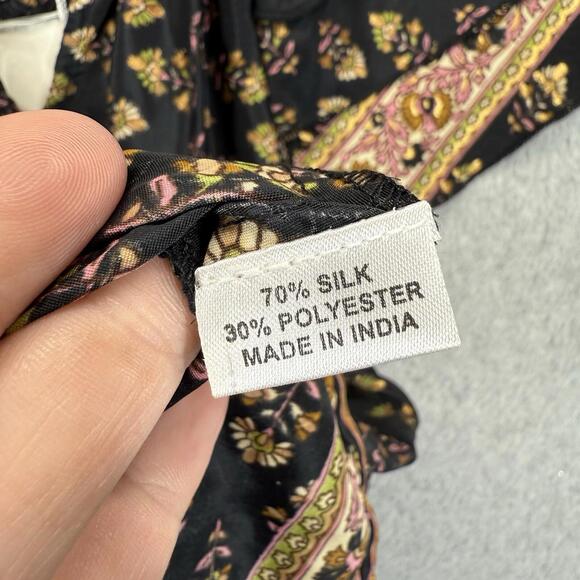 70% SILK
30% POLYESTER
MADE IN INDIA